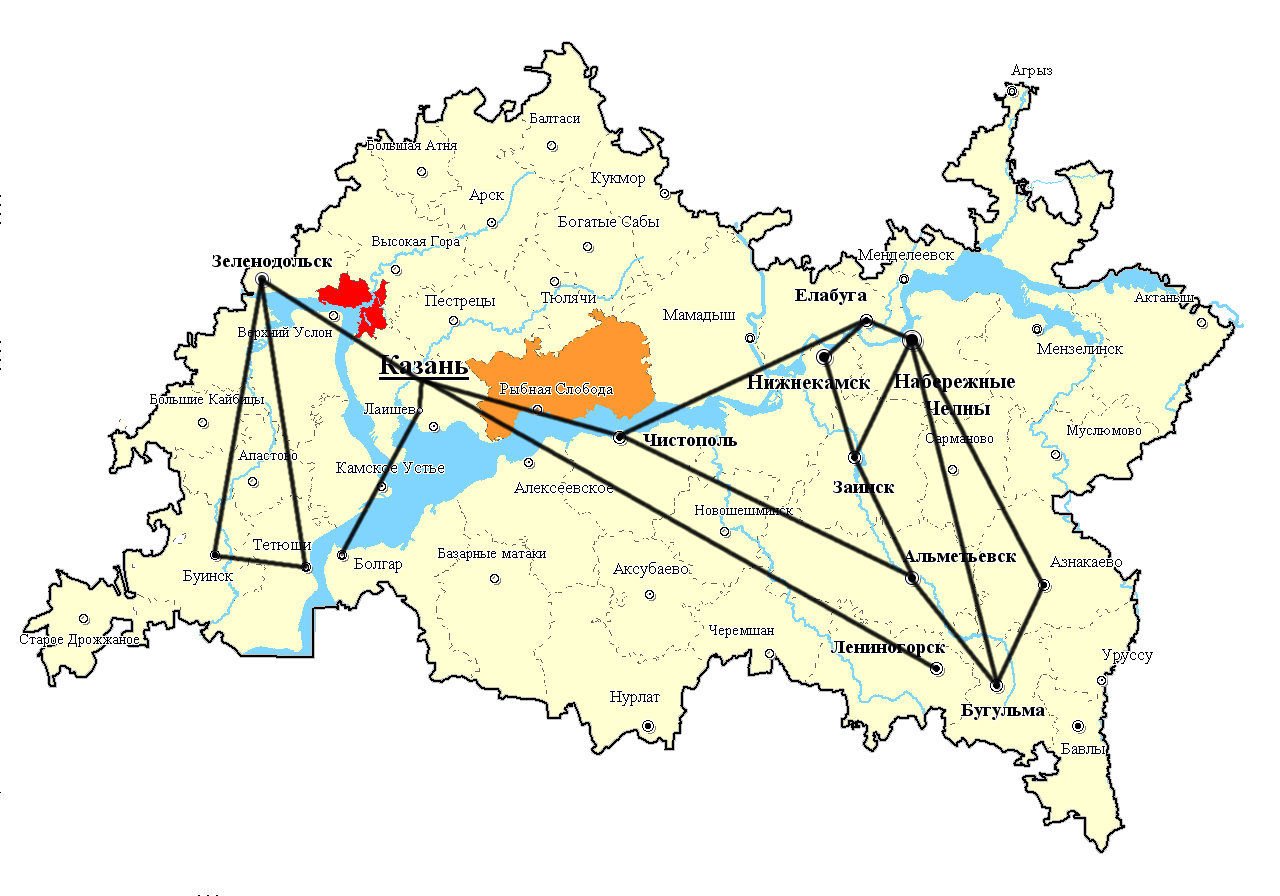 Агрыз
Балтаси
Большая Атня
Кукмор
Арск
Богатые Сабы
Высокая Гора
Менделеевск
Зеленодольск
Елабуга
Тюлячи
Актаныш
Пестрецы
Мамадыш
Верхний Услон
Мензелинск
Казань
Нижнекамск
Набережные
Челны
Рыбная Слобода
Большие Кайбицы
Лаишев
Чистополь
Муслюмово
Сарманово
Апастово
Камское Устье
Алексеевское
Заинск
Новошешминск
Тетюши
Базарные матаки
Альметьевск
Болгар
Аксубаево
Азнакаево
Буинск
Старое Дрожжаное
Черемшан
Лениногорск
Уруссу
Нурлат
Бугульма
Бавлы